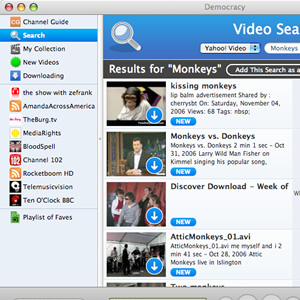 Democracy
Channel Guide
Search
My Collection
New Videos
Downloading
the show with zefrank
AmandaAcrossAmerica
TheBurg.tv
MediaRights
BloodSpell
Channel 102
Rocketboom HD
Telemusicvision
Ten O'Clock BBC
Playlist of Faves
Video Sea
Yahoo! Video
Monkeys
Results for "Monkeys"
Add This Search as a
kissing monkeys
lip balm advertisement Shared by :
cherrysbt On: Saturday, November 04,
2006 Views: 68 Tags: nbsp;
NEW
Monkeys vs. Donkeys
Monkeys vs. Donkeys 2 min 1 sec - Oct
31, 2006 Larry Wild Man Fisher on
Kimmel singing his popular song,
NEW
Discover Download - Week of
NEW
AtticMonkeys_01.avi
AtticMonkeys_01.avi me myself and i 2
min 41 sec - Oct 28, 2006 Attic
Monkeys live in Islington
NEW
Two monkeys